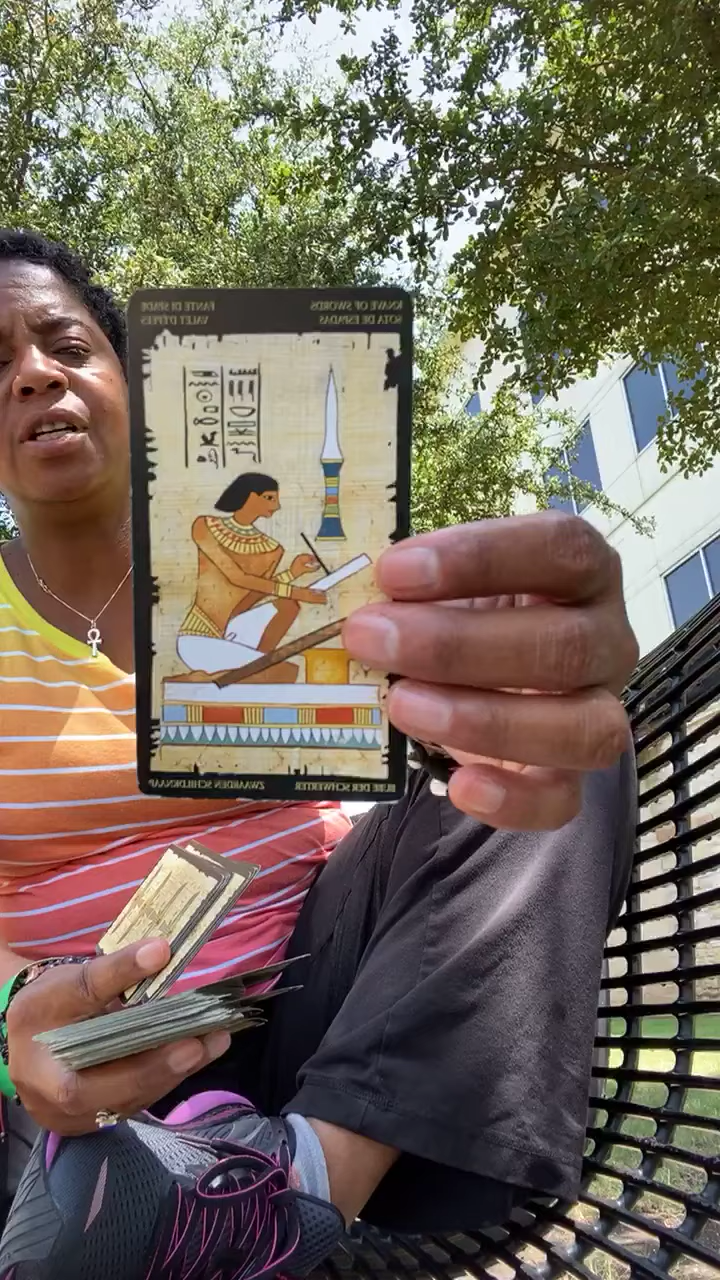 KNAVE OF SWORDS FANTE DI SPADE
SOTA DE ESPADAS VALET D'EPEES
BUBE DER SCHWERTER ZWAARDEN SCHILDKNAAP